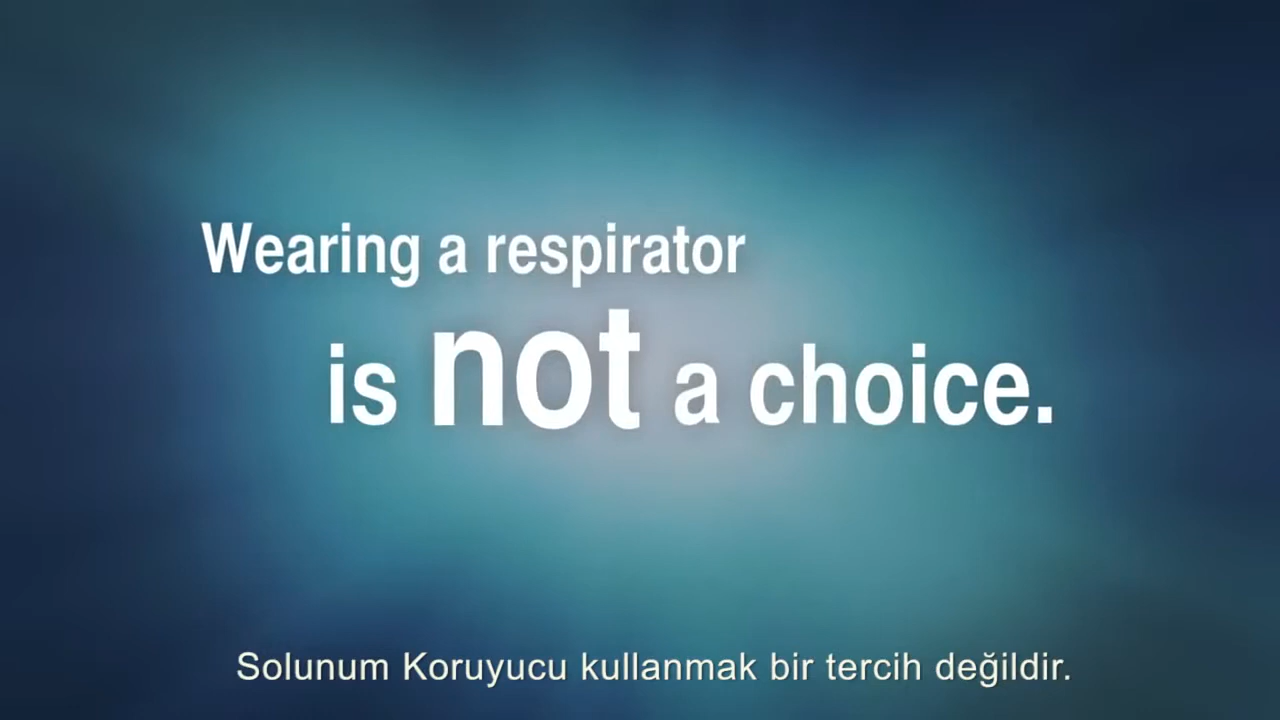 Wearing a respirator
is not a choice.
Solunum Koruyucu kullanmak bir tercih değildir.